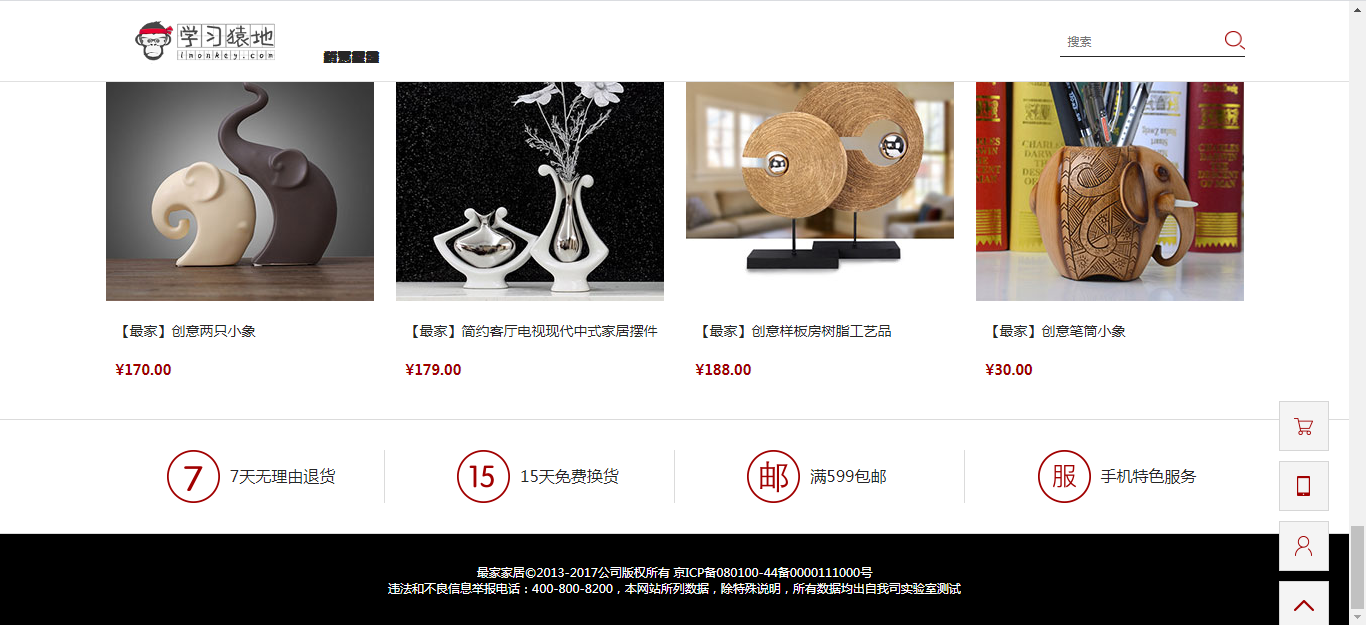 学习猿地
lmonkey.com
搜索
CHARLES
DARWIN
THE
DESCENT
OF MAN
【最家】创意两只小象
【最家】简约客厅电视现代中式家居摆件
【最家】创意样板房树脂工艺品
【最家】创意笔筒小象
¥170.00
¥179.00
¥188.00
¥30.00
7 7天无理由退货
15 15天免费换货
邮 满599包邮
服 手机特色服务
最家家居©2013-2017公司版权所有 京ICP备080100-44备0000111000号
违法和不良信息举报电话：400-800-8200，本网站所列数据，除特殊说明，所有数据均出自我司实验室测试